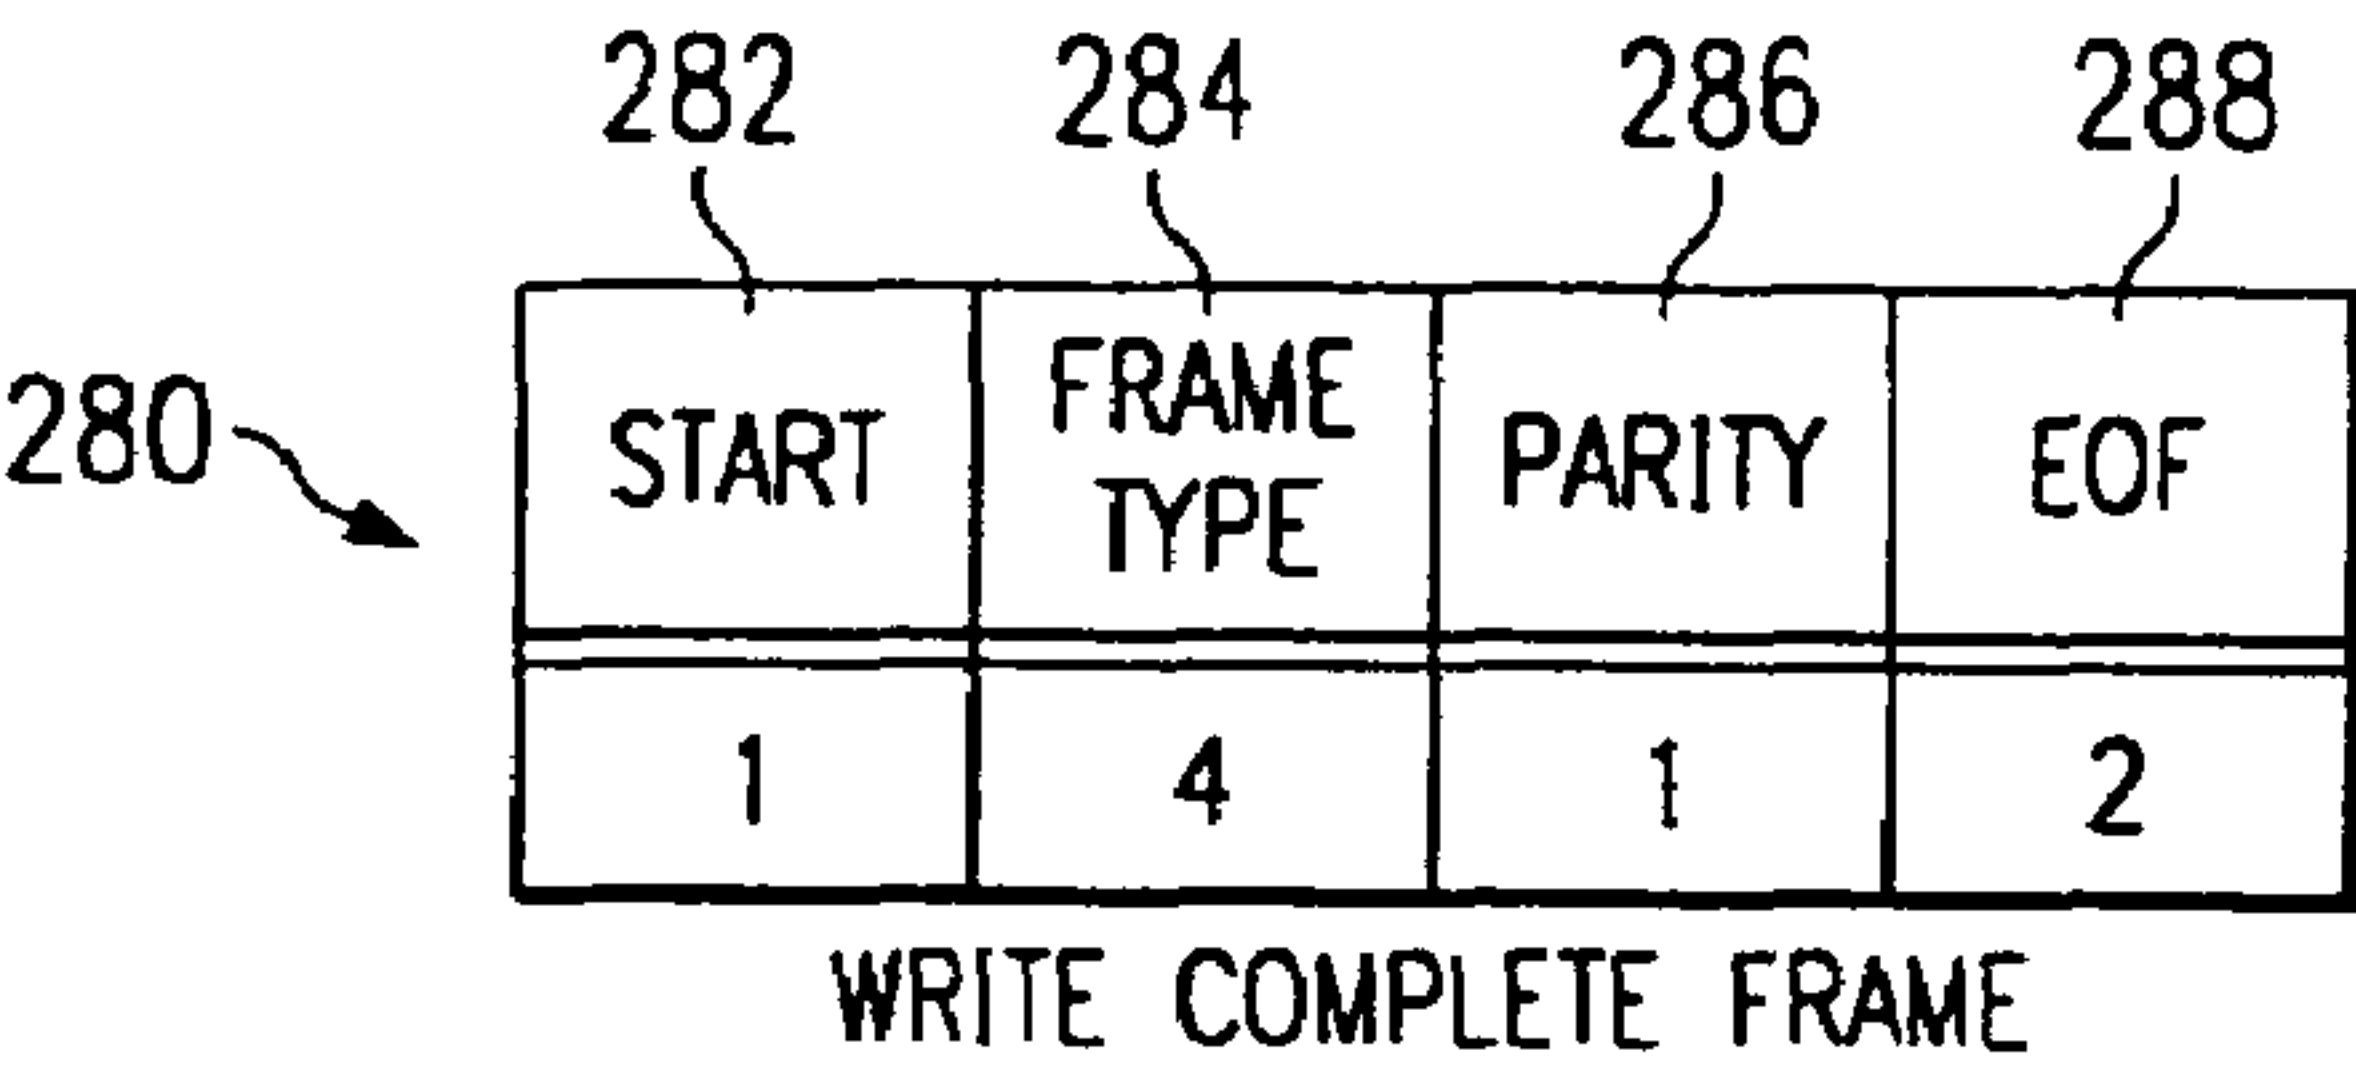 282 284 286 288
280
START FRAME TYPE PARITY EOF
1 4 1 2
WRITE COMPLETE FRAME